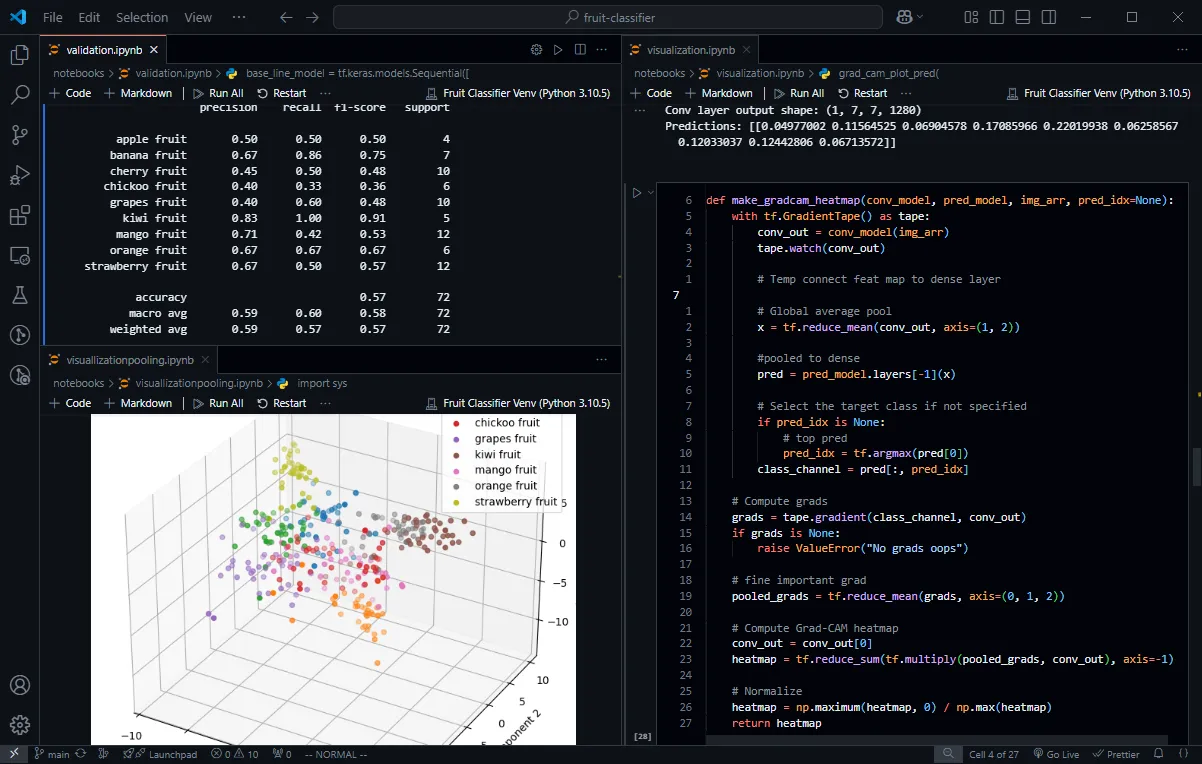 File Edit Selection View ··· fruit-classifier
validation.ipynb
notebooks > validation.ipynb > base_line_model = tf.keras.models.Sequential([
+ Code + Markdown | Run All Restart ··· Fruit Classifier Venv (Python 3.10.5)
precision recall f1-score support
apple fruit 0.50 0.50 0.50 4
banana fruit 0.67 0.86 0.75 7
cherry fruit 0.45 0.50 0.48 10
chickoo fruit 0.40 0.33 0.36 6
grapes fruit 0.40 0.60 0.48 10
kiwi fruit 0.83 1.00 0.91 5
mango fruit 0.71 0.42 0.53 12
orange fruit 0.67 0.67 0.67 6
strawberry fruit 0.67 0.50 0.57 12
accuracy 0.57 72
macro avg 0.59 0.60 0.58 72
weighted avg 0.59 0.57 0.57 72
visuallizationpooling.ipynb
notebooks > visuallizationpooling.ipynb > import sys
+ Code + Markdown | Run All Restart ··· Fruit Classifier Venv (Python 3.10.5)
chickoo fruit
grapes fruit
kiwi fruit
mango fruit
orange fruit
strawberry fruit
5
0
−5
−10
10
5
0
−10
visualization.ipynb
notebooks > visualization.ipynb > grad_cam_plot_pred(
+ Code + Markdown | Run All Restart ··· Fruit Classifier Venv (Python 3.10.5)
Conv layer output shape: (1, 7, 7, 1280)
Predictions: [[0.04977002 0.11564525 0.06904578 0.17085966 0.22019938 0.06258567
0.12033037 0.12442806 0.06713572]]
6 def make_gradcam_heatmap(conv_model, pred_model, img_arr, pred_idx=None):
5 with tf.GradientTape() as tape:
4 conv_out = conv_model(img_arr)
3 tape.watch(conv_out)
2
1 # Temp connect feat map to dense layer
7
1 # Global average pool
2 x = tf.reduce_mean(conv_out, axis=(1, 2))
3
4 #pooled to dense
5 pred = pred_model.layers[-1](x)
6
7 # Select the target class if not specified
8 if pred_idx is None:
9 # top pred
10 pred_idx = tf.argmax(pred[0])
11 class_channel = pred[:, pred_idx]
12
13 # Compute grads
14 grads = tape.gradient(class_channel, conv_out)
15 if grads is None:
16 raise ValueError("No grads oops")
17
18 # fine important grad
19 pooled_grads = tf.reduce_mean(grads, axis=(0, 1, 2))
20
21 # Compute Grad-CAM heatmap
22 conv_out = conv_out[0]
23 heatmap = tf.reduce_sum(tf.multiply(pooled_grads, conv_out), axis=-1)
24
25 # Normalize
26 heatmap = np.maximum(heatmap, 0) / np.max(heatmap)
27 return heatmap
[28]
main Launchpad 0 10 0 -- NORMAL -- Cell 4 of 27 Go Live Prettier